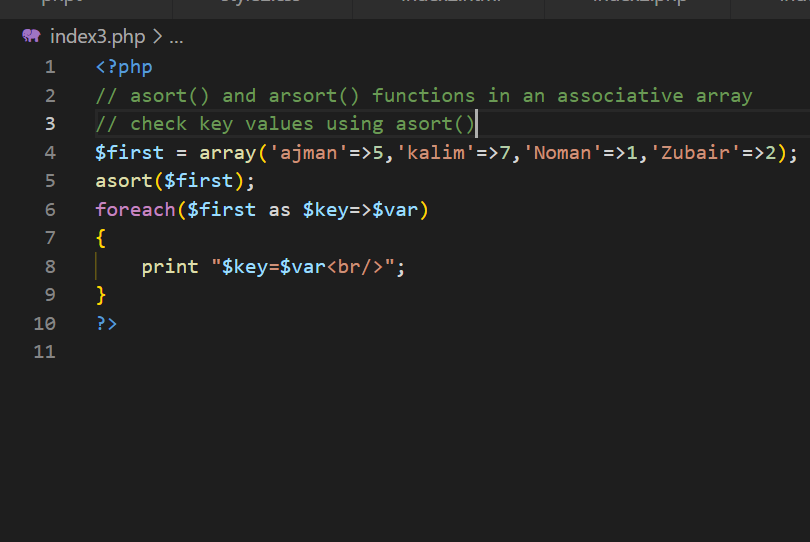 index3.php > ...
1 <?php
2 // asort() and arsort() functions in an associative array
3 // check key values using asort()
4 $first = array('ajman'=>5,'kalim'=>7,'Noman'=>1,'Zubair'=>2);
5 asort($first);
6 foreach($first as $key=>$var)
7 {
8     print "$key=$var<br/>";
9 }
10 ?>
11